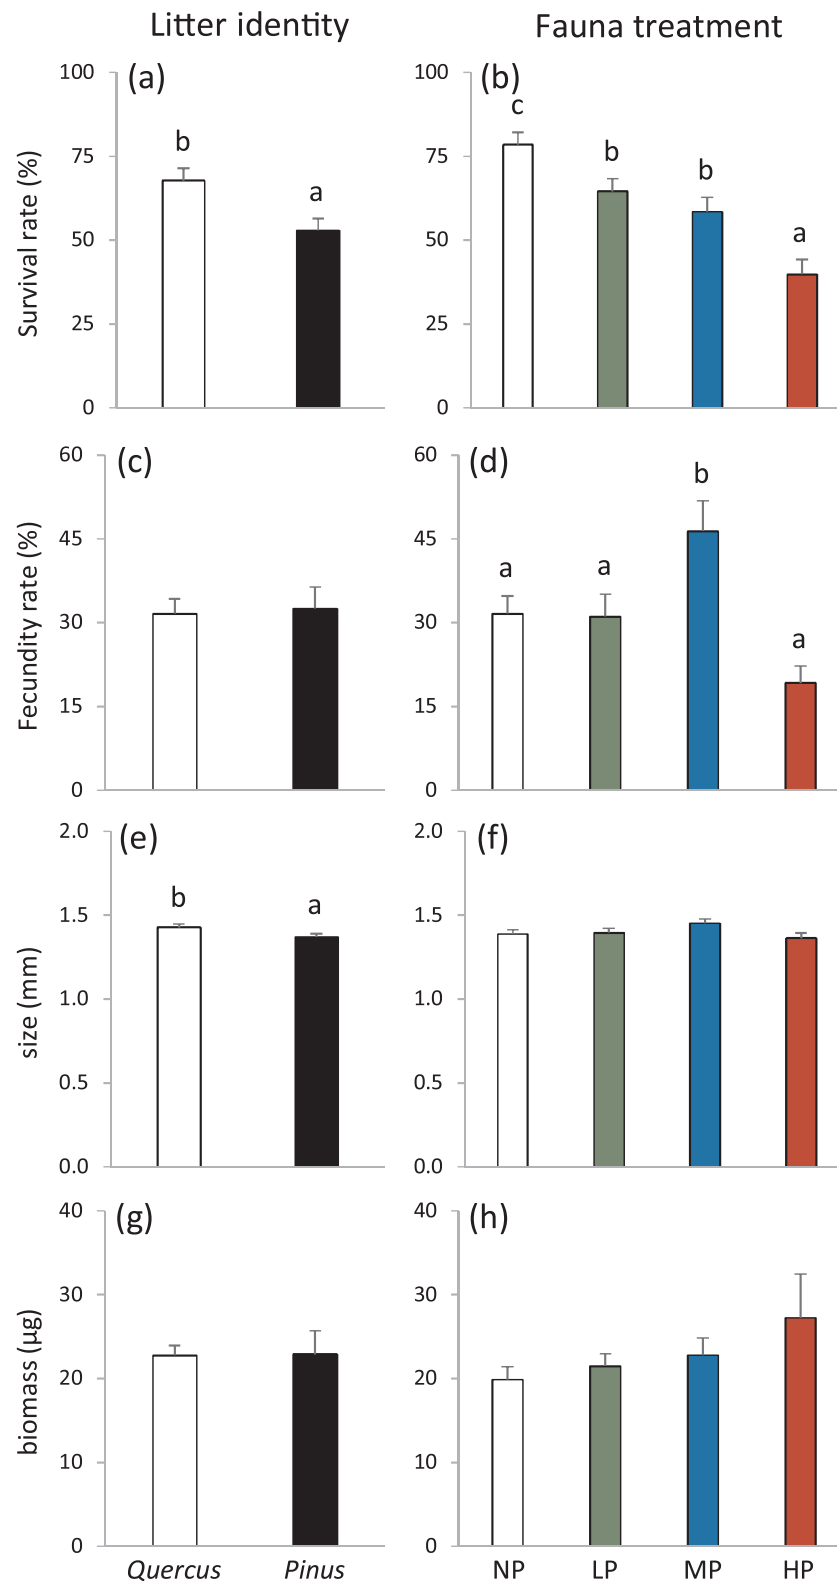 Litter identity
Fauna treatment
Survival rate (%)
100
75
50
25
0
(a)
b
a
100
75
50
25
0
(b)
c
b
b
a
Fecundity rate (%)
60
45
30
15
0
(c)
60
45
30
15
0
(d)
a
a
b
a
size (mm)
2.0
1.5
1.0
0.5
0.0
(e)
b
a
2.0
1.5
1.0
0.5
0.0
(f)
biomass (µg)
40
30
20
10
0
(g)
Quercus
Pinus
40
30
20
10
0
(h)
NP
LP
MP
HP